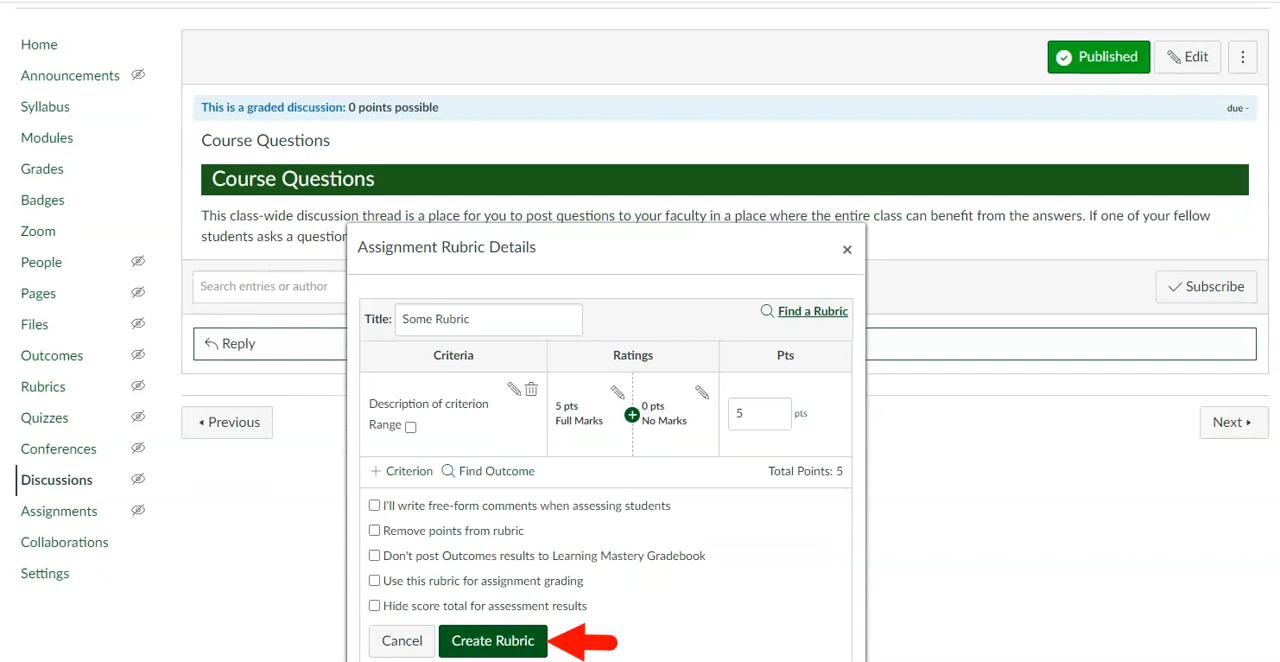 Home
Announcements
Syllabus
Modules
Grades
Badges
Zoom
People
Pages
Files
Outcomes
Rubrics
Quizzes
Conferences
Discussions
Assignments
Collaborations
Settings
Published
Edit
This is a graded discussion: 0 points possible
due -
Course Questions
Course Questions
This class-wide discussion thread is a place for you to post questions to your faculty in a place where the entire class can benefit from the answers. If one of your fellow
students asks a question
Search entries or author
Subscribe
Reply
Previous
Next
Assignment Rubric Details
Title: Some Rubric
Find a Rubric
Criteria Ratings Pts
Description of criterion
Range
5 pts
Full Marks
0 pts
No Marks
5 pts
Criterion Find Outcome Total Points: 5
I'll write free-form comments when assessing students
Remove points from rubric
Don't post Outcomes results to Learning Mastery Gradebook
Use this rubric for assignment grading
Hide score total for assessment results
Cancel Create Rubric